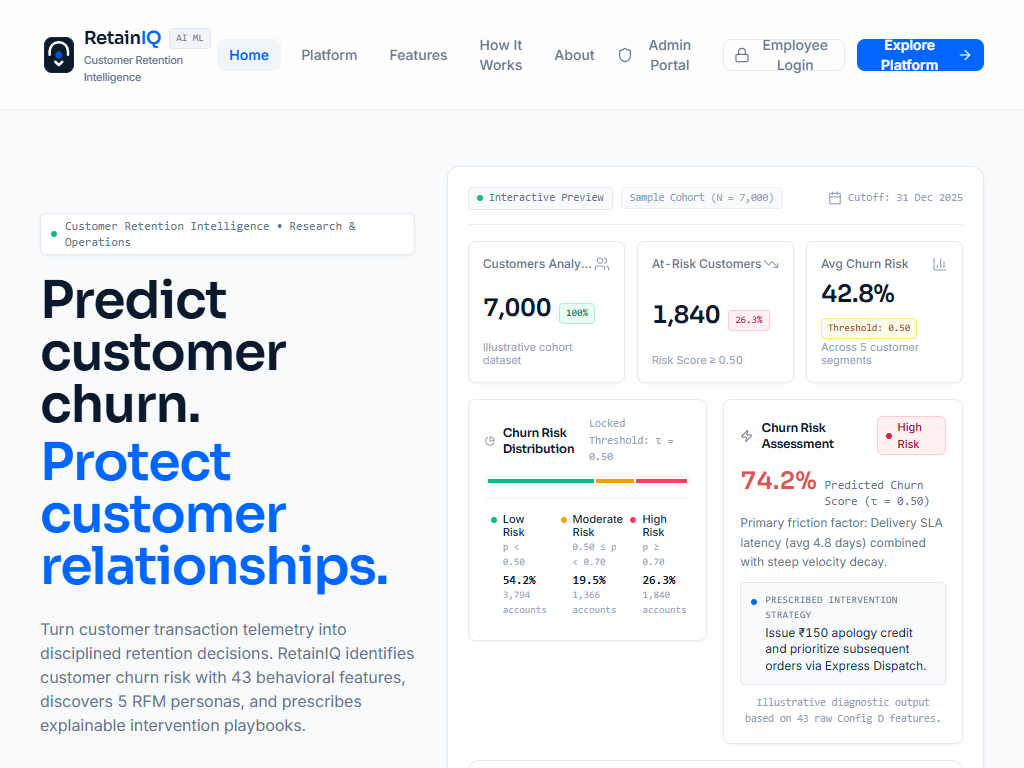 RetainIQ AI ML
Customer Retention
Intelligence
Home
Platform
Features
How It
Works
About
Admin
Portal
Employee
Login
Explore
Platform
Customer Retention Intelligence • Research &
Operations
Predict
customer
churn.
Protect
customer
relationships.
Turn customer transaction telemetry into
disciplined retention decisions. RetainIQ identifies
customer churn risk with 43 behavioral features,
discovers 5 RFM personas, and prescribes
explainable intervention playbooks.
Interactive Preview
Sample Cohort (N = 7,000)
Cutoff: 31 Dec 2025
Customers Analy...
7,000 100%
Illustrative cohort
dataset
At-Risk Customers
1,840 26.3%
Risk Score ≥ 0.50
Avg Churn Risk
42.8%
Threshold: 0.50
Across 5 customer
segments
Churn Risk
Distribution
Locked
Threshold: τ =
0.50
Low
Risk
p <
0.50
54.2%
3,794
accounts
Moderate
Risk
0.50 ≤ p
< 0.70
19.5%
1,366
accounts
High
Risk
p ≥
0.70
26.3%
1,840
accounts
Churn Risk
Assessment
High
Risk
74.2% Predicted Churn
Score (τ = 0.50)
Primary friction factor: Delivery SLA
latency (avg 4.8 days) combined
with steep velocity decay.
PRESCRIBED INTERVENTION
STRATEGY
Issue ₹150 apology credit
and prioritize subsequent
orders via Express Dispatch.
Illustrative diagnostic output
based on 43 raw Config D features.